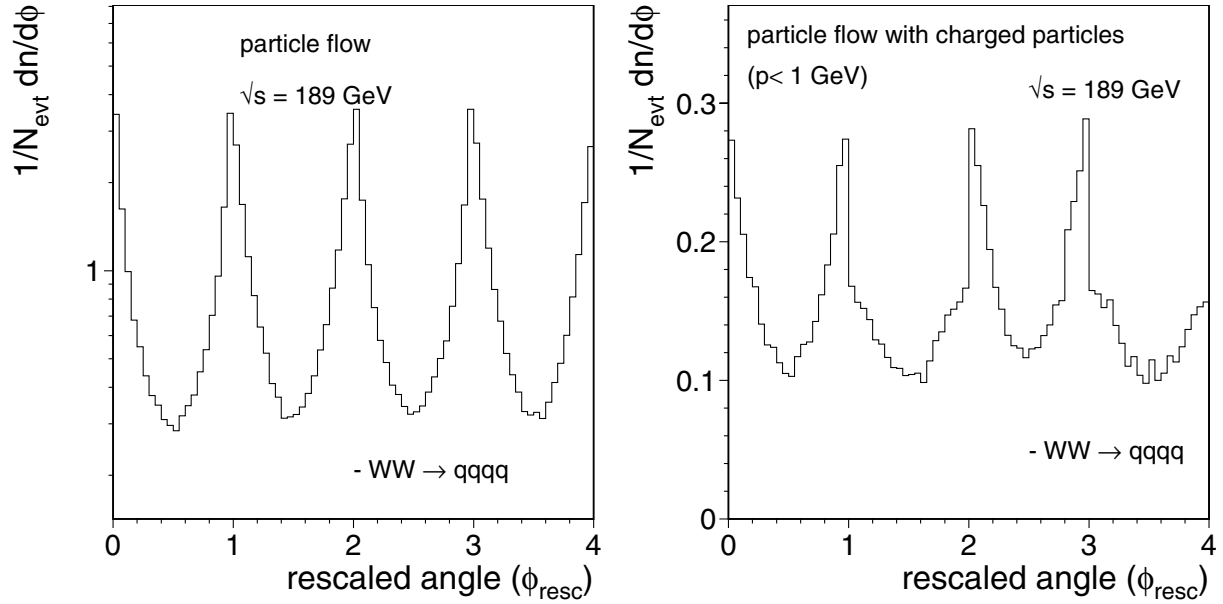 1/N_evt dn/dϕ
particle flow
√s = 189 GeV
1
- WW → qqqq
0 1 2 3 4
rescaled angle (ϕ_resc)
1/N_evt dn/dϕ
particle flow with charged particles
(p< 1 GeV)
√s = 189 GeV
0.3
0.2
0.1
0
- WW → qqqq
0 1 2 3 4
rescaled angle (ϕ_resc)